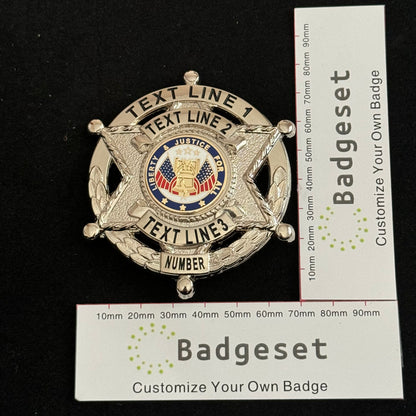 TEXT LINE 1
TEXT LINE 2
LIBERTY & JUSTICE FOR ALL
TEXT LINE3
NUMBER
10mm 20mm 30mm 40mm 50mm 60mm 70mm 80mm 90mm
Badgeset
Customize Your Own Badge
10mm 20mm 30mm 40mm 50mm 60mm 70mm 80mm 90mm
Badgeset
Customize Your Own Badge